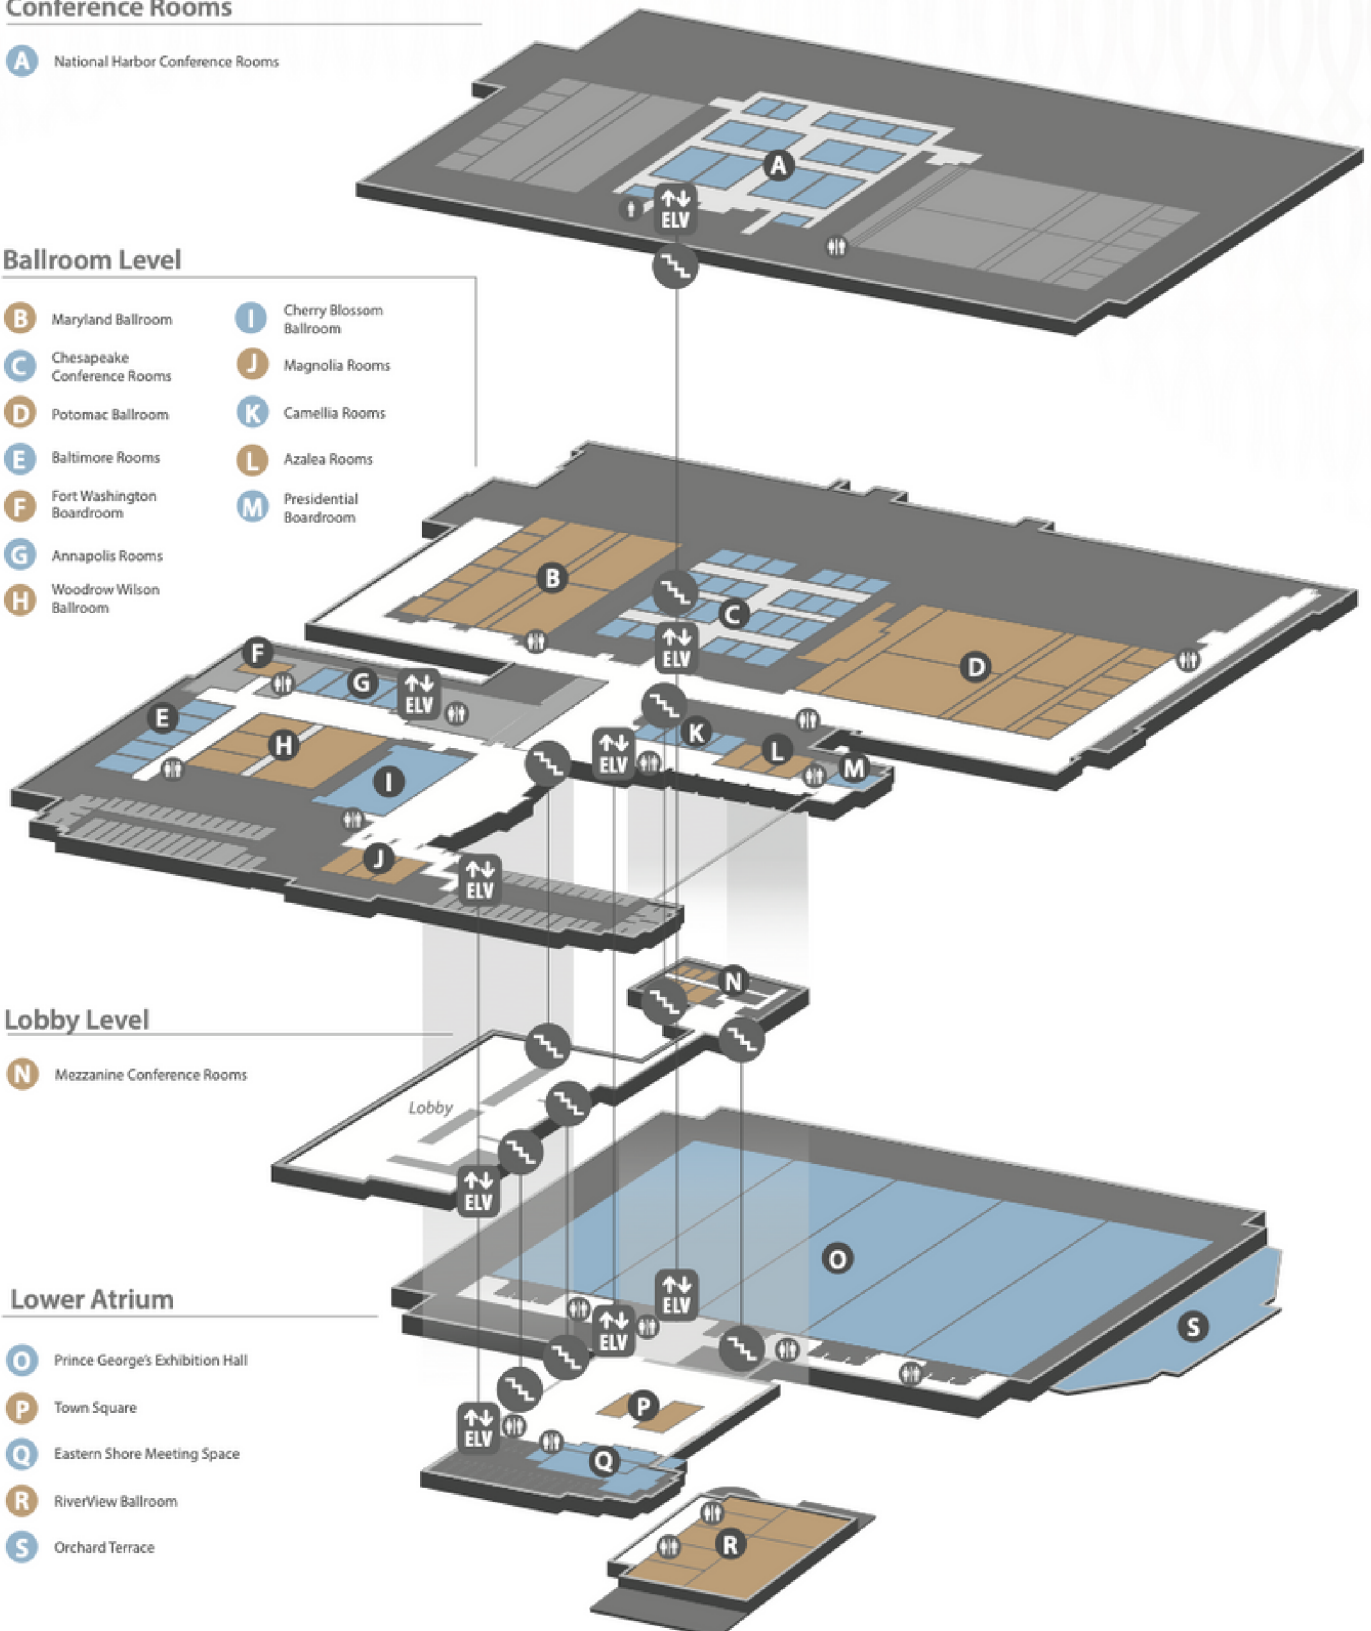 Conference Rooms
A National Harbor Conference Rooms
A
ELV
Ballroom Level
B Maryland Ballroom
C Chesapeake
Conference Rooms
D Potomac Ballroom
E Baltimore Rooms
F Fort Washington
Boardroom
G Annapolis Rooms
H Woodrow Wilson
Ballroom
I Cherry Blossom
Ballroom
J Magnolia Rooms
K Camellia Rooms
L Azalea Rooms
M Presidential
Boardroom
B
C
ELV
D
F
G
ELV
E
H
I
K
L
M
ELV
J
ELV
Lobby Level
N Mezzanine Conference Rooms
N
Lobby
ELV
Lower Atrium
O Prince George's Exhibition Hall
P Town Square
Q Eastern Shore Meeting Space
R RiverView Ballroom
S Orchard Terrace
O
ELV
ELV
S
P
ELV
Q
R